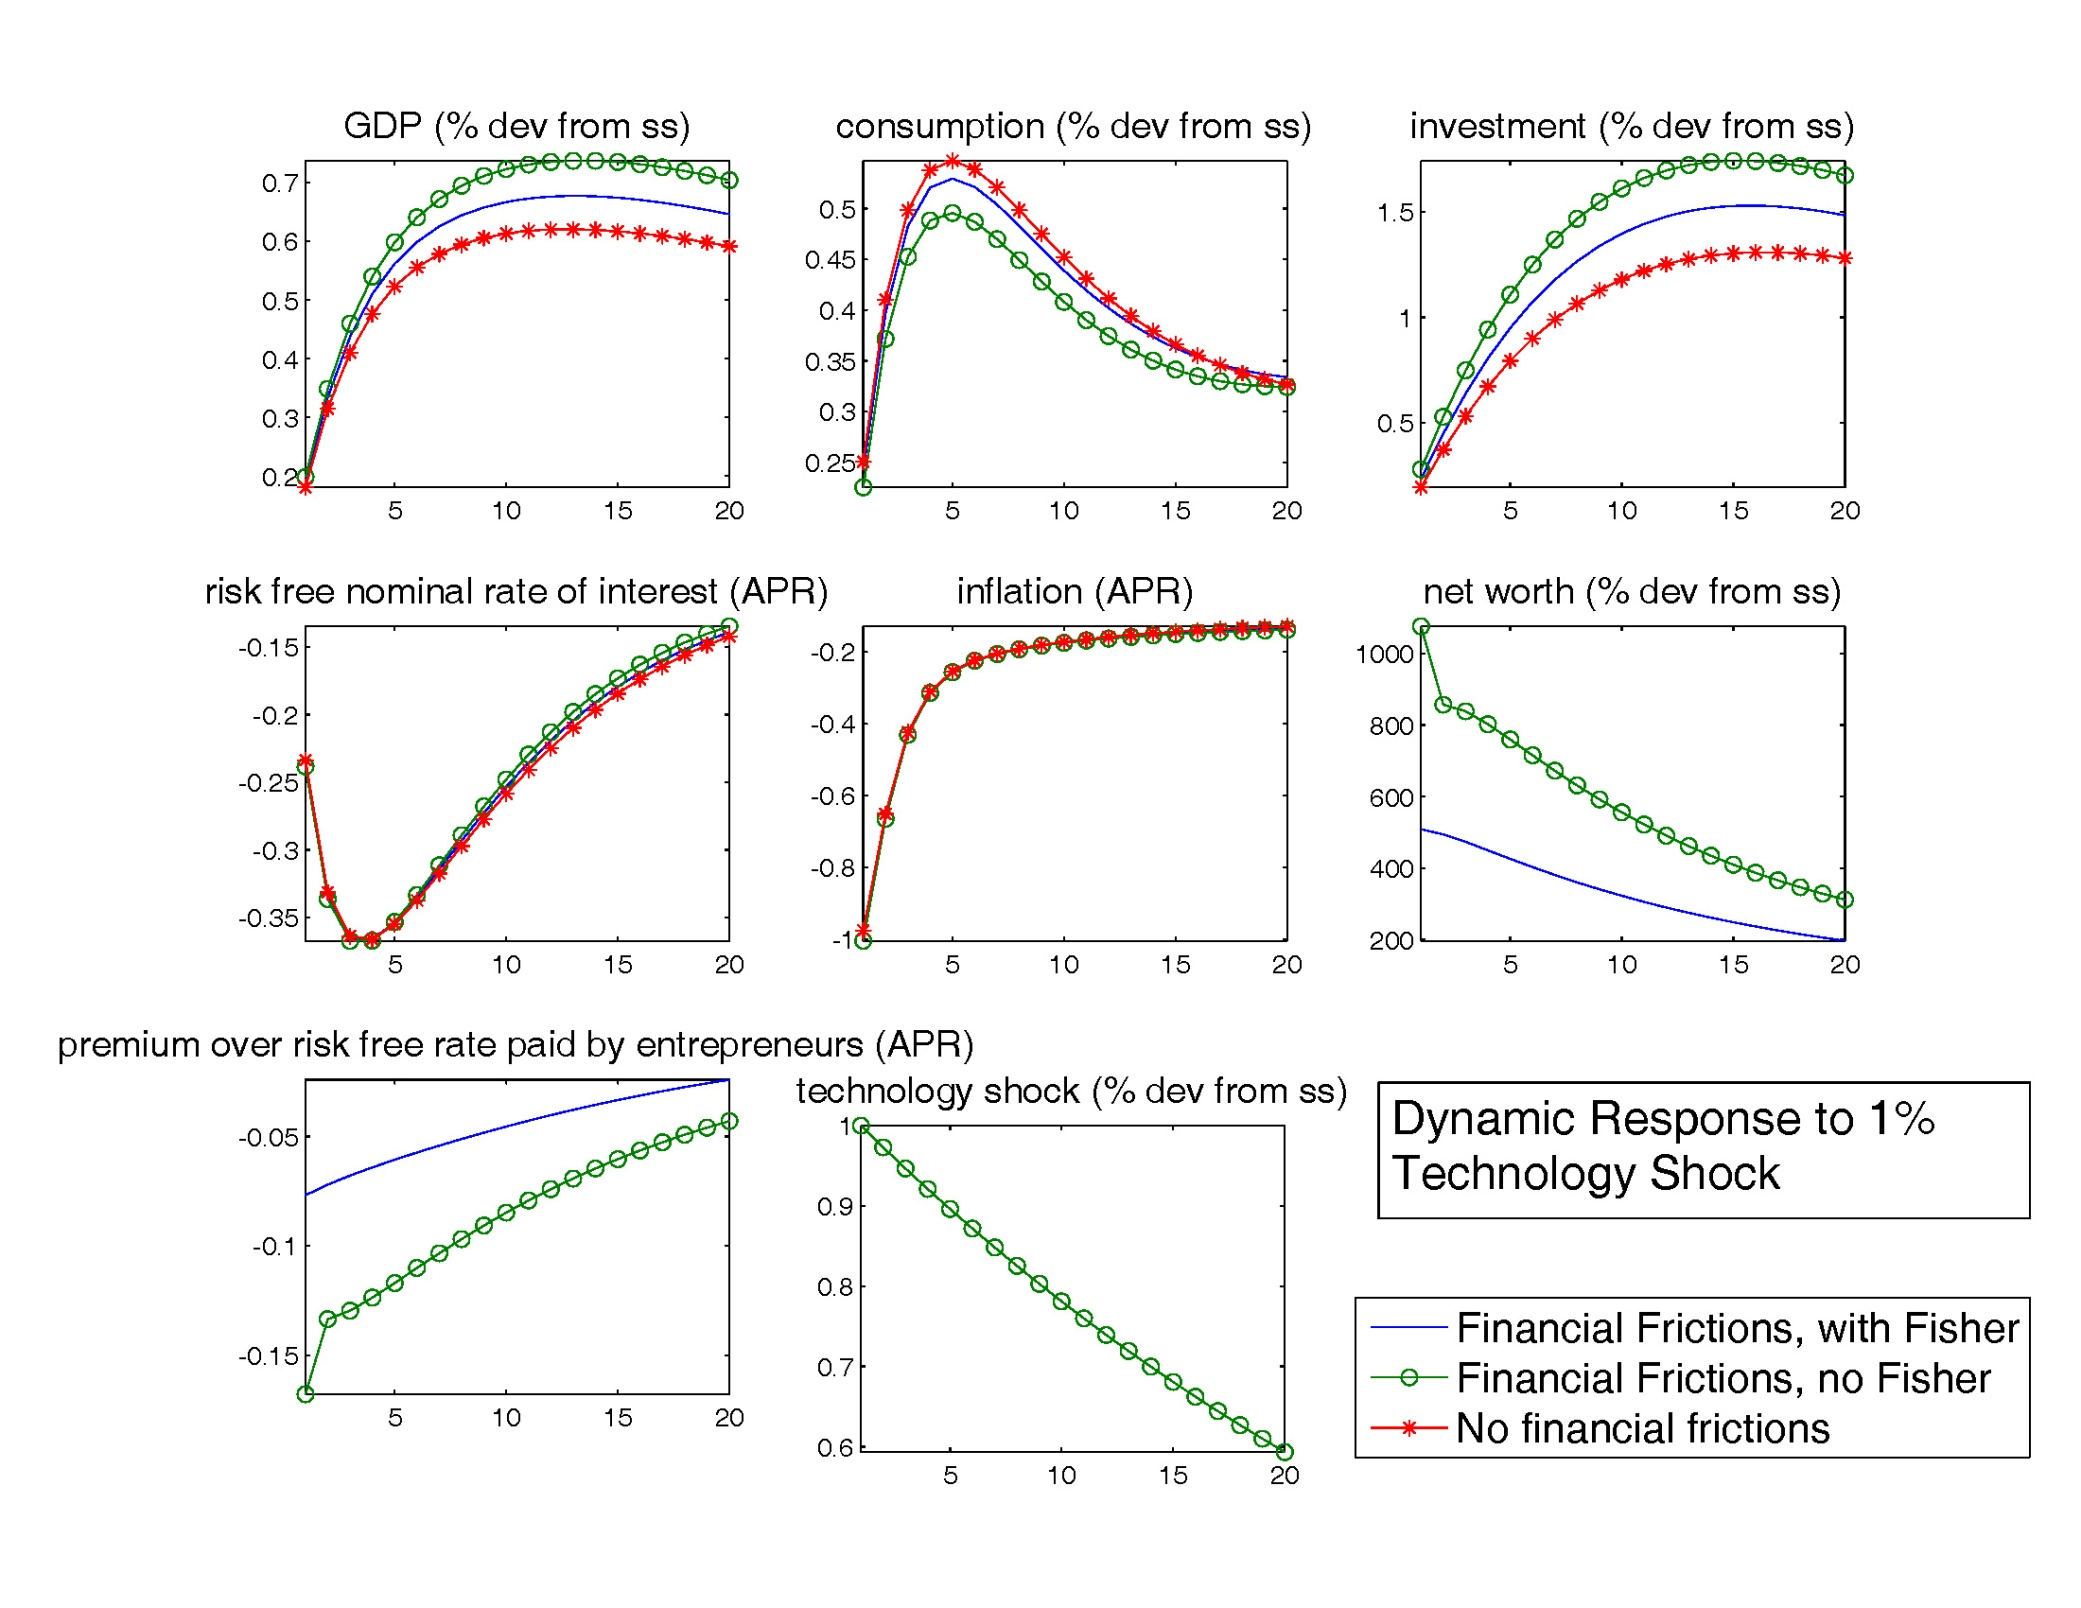 GDP (% dev from ss)
0.7
0.6
0.5
0.4
0.3
0.2
5 10 15 20
consumption (% dev from ss)
0.5
0.45
0.4
0.35
0.3
0.25
5 10 15 20
investment (% dev from ss)
1.5
1
0.5
5 10 15 20
risk free nominal rate of interest (APR)
-0.15
-0.2
-0.25
-0.3
-0.35
5 10 15 20
inflation (APR)
-0.2
-0.4
-0.6
-0.8
-1
5 10 15 20
net worth (% dev from ss)
1000
800
600
400
200
5 10 15 20
premium over risk free rate paid by entrepreneurs (APR)
-0.05
-0.1
-0.15
5 10 15 20
technology shock (% dev from ss)
1
0.9
0.8
0.7
0.6
5 10 15 20
Dynamic Response to 1%
Technology Shock
Financial Frictions, with Fisher
Financial Frictions, no Fisher
No financial frictions